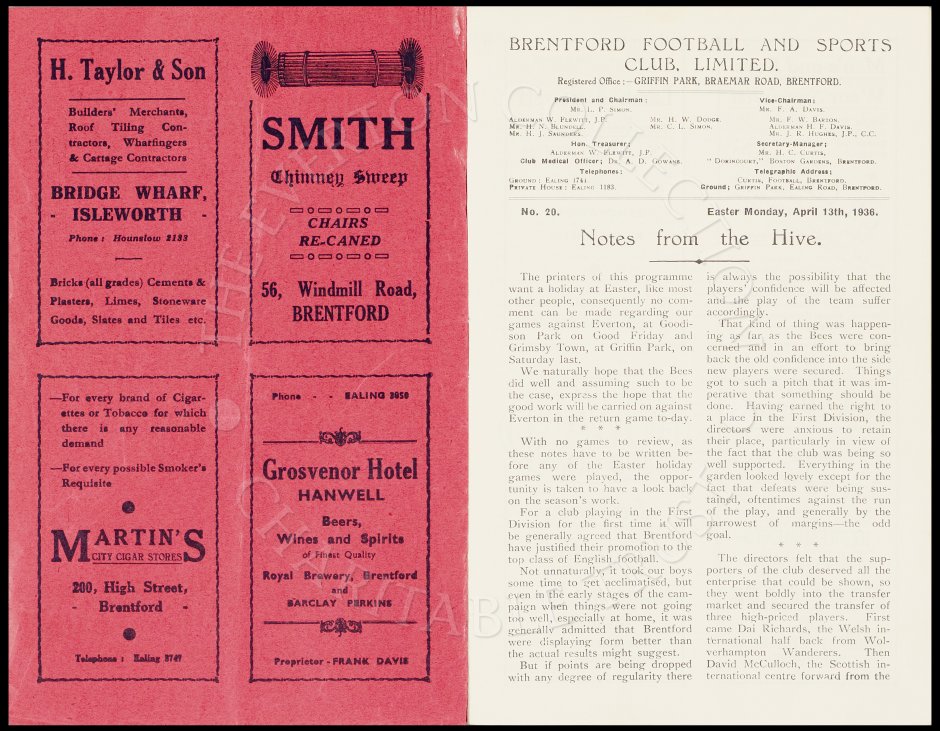 H. Taylor & Son
Builders' Merchants,
Roof Tiling Con-
tractors, Wharfingers
& Cartage Contractors
BRIDGE WHARF,
- ISLEWORTH -
Phone: Hounslow 2133
Bricks (all grades) Cements &
Plasters, Limes, Stoneware
Goods, Slates and Tiles etc.
SMITH
Chimney Sweep
CHAIRS
RE-CANED
56, Windmill Road,
BRENTFORD
—For every brand of Cigar-
ettes or Tobacco for which
there is any reasonable
demand
—For every possible Smoker's
Requisite
MARTIN'S
CITY CIGAR STORES
200, High Street,
- Brentford -
Telephone: Ealing 3747
Phone - - EALING 3950
Grosvenor Hotel
HANWELL
Beers,
Wines and Spirits
of Finest Quality
Royal Brewery, Brentford
and
BARCLAY PERKINS
Proprietor - FRANK DAVIS
BRENTFORD FOOTBALL AND SPORTS
CLUB, LIMITED.
Registered Office:—GRIFFIN PARK, BRAEMAR ROAD, BRENTFORD.
President and Chairman:
MR. L. P. SIMON.
Vice-Chairman:
MR. F. A. DAVIS.
ALDERMAN W. FLEWITT, J.P.
MR. H. N. BLUNDELL.
MR. H. J. SAUNDERS.
MR. H. W. DODGE.
MR. C. L. SIMON.
MR. F. W. BARTON.
ALDERMAN H. F. DAVIS.
MR. J. R. HUGHES, J.P., C.C.
Hon. Treasurer;
ALDERMAN W. FLEWITT, J.P.
Secretary-Manager;
MR. H. C. CURTIS,
Club Medical Officer; DR. A. D. GOWANS.
" DORINCOURT," BOSTON GARDENS, BRENTFORD.
Telephones:
GROUND: EALING 1744
PRIVATE HOUSE: EALING 1183.
Telegraphic Address;
CURTIS, FOOTBALL, BRENTFORD.
Ground; GRIFFIN PARK, EALING ROAD, BRENTFORD.
No. 20.
Easter Monday, April 13th, 1936.
Notes from the Hive.
The printers of this programme
want a holiday at Easter, like most
other people, consequently no com-
ment can be made regarding our
games against Everton, at Goodi-
son Park on Good Friday and
Grimsby Town, at Griffin Park, on
Saturday last.
We naturally hope that the Bees
did well and assuming such to be
the case, express the hope that the
good work will be carried on against
Everton in the return game to-day.
* * *
With no games to review, as
these notes have to be written be-
fore any of the Easter holiday
games were played, the oppor-
tunity is taken to have a look back
on the season's work.
For a club playing in the First
Division for the first time it will
be generally agreed that Brentford
have justified their promotion to the
top class of English football.
Not unnaturally, it took our boys
some time to get acclimatised, but
even in the early stages of the cam-
paign when things were not going
too well, especially at home, it was
generally admitted that Brentford
were displaying form better than
the actual results might suggest.
But if points are being dropped
with any degree of regularity there
is always the possibility that the
players' confidence will be affected
and the play of the team suffer
accordingly.
That kind of thing was happen-
ing as far as the Bees were con-
cerned and in an effort to bring
back the old confidence into the side
new players were secured. Things
got to such a pitch that it was im-
perative that something should be
done. Having earned the right to
a place in the First Division, the
directors were anxious to retain
their place, particularly in view of
the fact that the club was being so
well supported. Everything in the
garden looked lovely except for the
fact that defeats were being sus-
tained, oftentimes against the run
of the play, and generally by the
narrowest of margins—the odd
goal.
* * *
The directors felt that the sup-
porters of the club deserved all the
enterprise that could be shown, so
they went boldly into the transfer
market and secured the transfer of
three high-priced players. First
came Dai Richards, the Welsh in-
ternational half back from Wol-
verhampton Wanderers. Then
David McCulloch, the Scottish in-
ternational centre forward from the